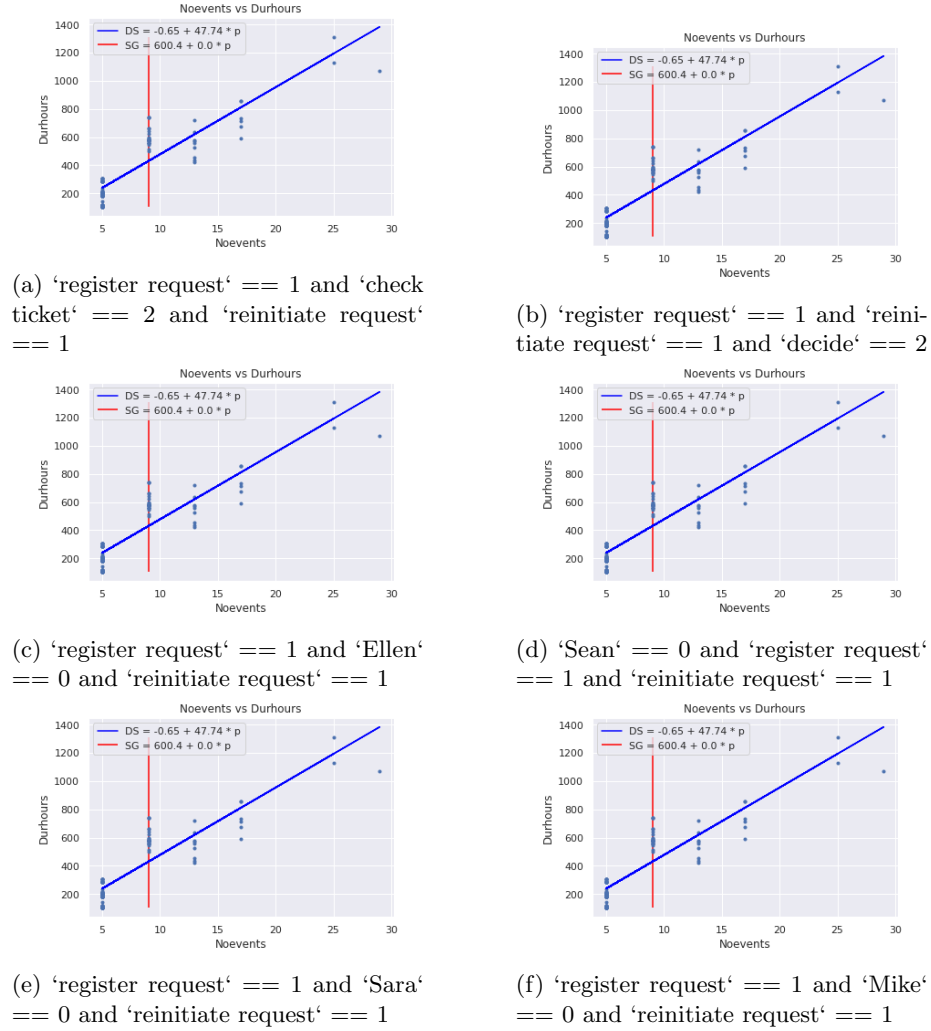 Noevents vs Durhours
DS = -0.65 + 47.74 * p
SG = 600.4 + 0.0 * p
1400
1200
1000
800
600
400
200
Durhours
5 10 15 20 25 30
Noevents
(a) ‘register request‘ == 1 and ‘check
ticket‘ == 2 and ‘reinitiate request‘
== 1
Noevents vs Durhours
DS = -0.65 + 47.74 * p
SG = 600.4 + 0.0 * p
1400
1200
1000
800
600
400
200
Durhours
5 10 15 20 25 30
Noevents
(b) ‘register request‘ == 1 and ‘reini-
tiate request‘ == 1 and ‘decide‘ == 2
Noevents vs Durhours
DS = -0.65 + 47.74 * p
SG = 600.4 + 0.0 * p
1400
1200
1000
800
600
400
200
Durhours
5 10 15 20 25 30
Noevents
(c) ‘register request‘ == 1 and ‘Ellen‘
== 0 and ‘reinitiate request‘ == 1
Noevents vs Durhours
DS = -0.65 + 47.74 * p
SG = 600.4 + 0.0 * p
1400
1200
1000
800
600
400
200
Durhours
5 10 15 20 25 30
Noevents
(d) ‘Sean‘ == 0 and ‘register request‘
== 1 and ‘reinitiate request‘ == 1
Noevents vs Durhours
DS = -0.65 + 47.74 * p
SG = 600.4 + 0.0 * p
1400
1200
1000
800
600
400
200
Durhours
5 10 15 20 25 30
Noevents
(e) ‘register request‘ == 1 and ‘Sara‘
== 0 and ‘reinitiate request‘ == 1
Noevents vs Durhours
DS = -0.65 + 47.74 * p
SG = 600.4 + 0.0 * p
1400
1200
1000
800
600
400
200
Durhours
5 10 15 20 25 30
Noevents
(f) ‘register request‘ == 1 and ‘Mike‘
== 0 and ‘reinitiate request‘ == 1